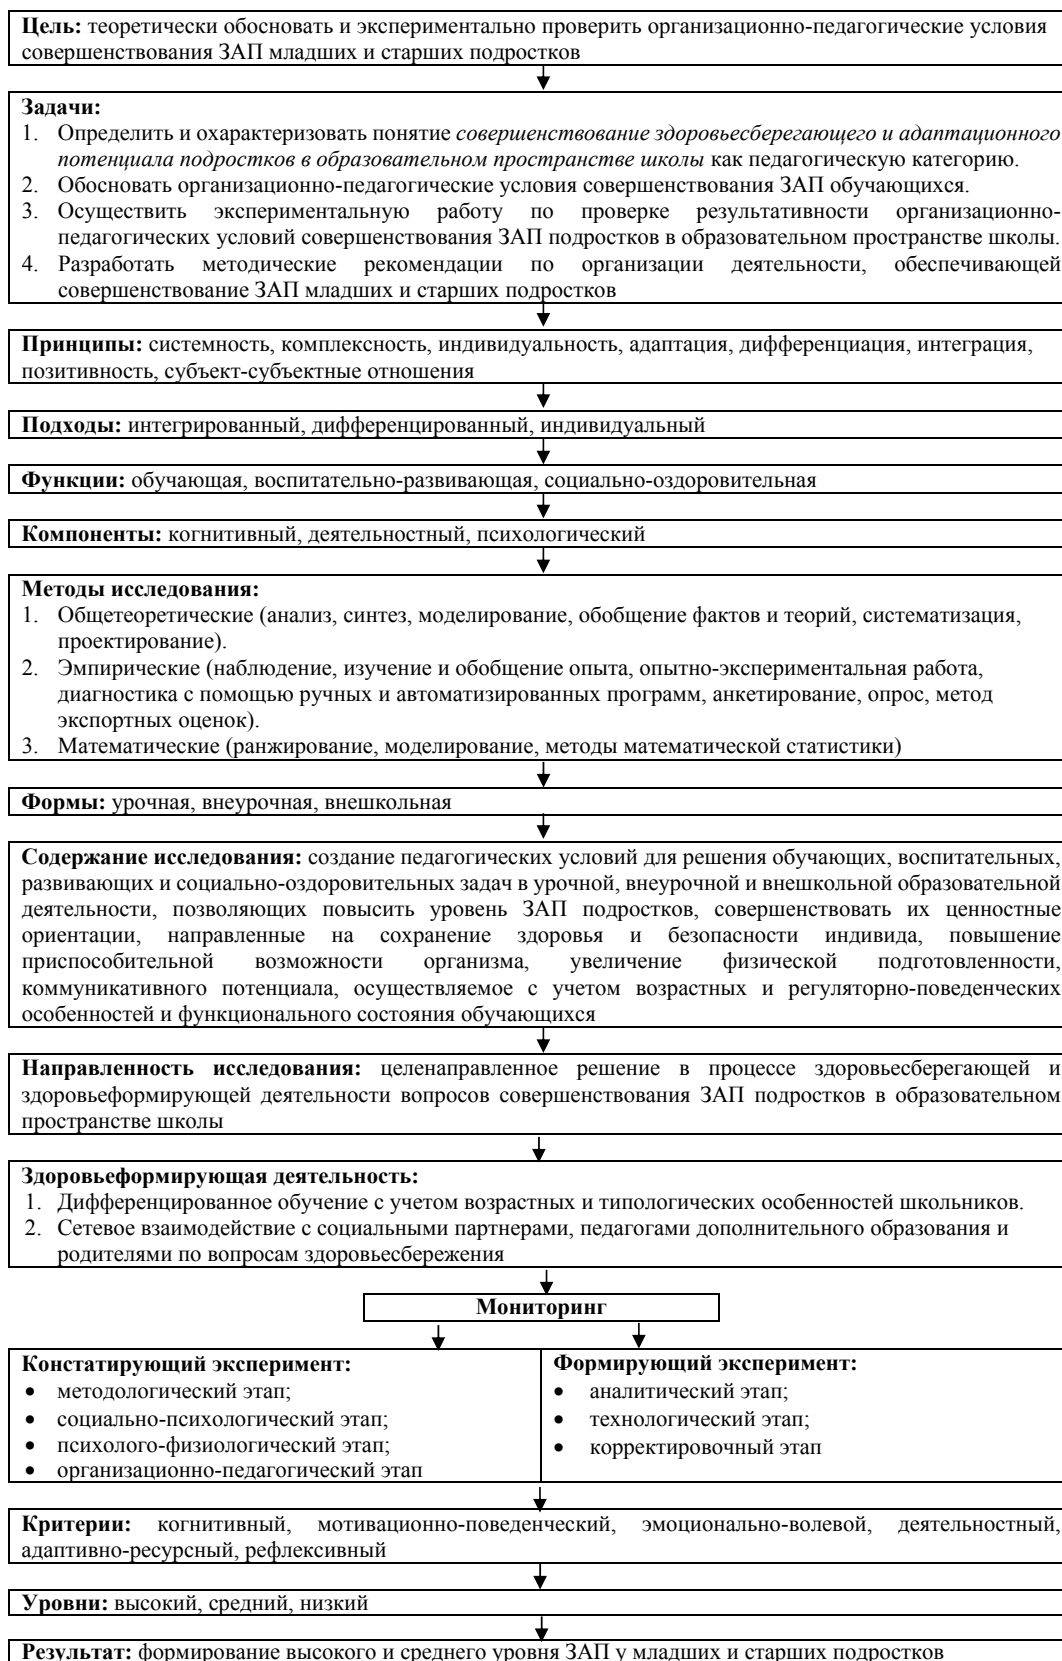 Цель: теоретически обосновать и экспериментально проверить организационно-педагогические условия
совершенствования ЗАП младших и старших подростков
Задачи:
1. Определить и охарактеризовать понятие совершенствование здоровьесберегающего и адаптационного
потенциала подростков в образовательном пространстве школы как педагогическую категорию.
2. Обосновать организационно-педагогические условия совершенствования ЗАП обучающихся.
3. Осуществить экспериментальную работу по проверке результативности организационно-
педагогических условий совершенствования ЗАП подростков в образовательном пространстве школы.
4. Разработать методические рекомендации по организации деятельности, обеспечивающей
совершенствование ЗАП младших и старших подростков
Принципы: системность, комплексность, индивидуальность, адаптация, дифференциация, интеграция,
позитивность, субъект-субъектные отношения
Подходы: интегрированный, дифференцированный, индивидуальный
Функции: обучающая, воспитательно-развивающая, социально-оздоровительная
Компоненты: когнитивный, деятельностный, психологический
Методы исследования:
1. Общетеоретические (анализ, синтез, моделирование, обобщение фактов и теорий, систематизация,
проектирование).
2. Эмпирические (наблюдение, изучение и обобщение опыта, опытно-экспериментальная работа,
диагностика с помощью ручных и автоматизированных программ, анкетирование, опрос, метод
экспортных оценок).
3. Математические (ранжирование, моделирование, методы математической статистики)
Формы: урочная, внеурочная, внешкольная
Содержание исследования: создание педагогических условий для решения обучающих, воспитательных,
развивающих и социально-оздоровительных задач в урочной, внеурочной и внешкольной образовательной
деятельности, позволяющих повысить уровень ЗАП подростков, совершенствовать их ценностные
ориентации, направленные на сохранение здоровья и безопасности индивида, повышение
приспособительной возможности организма, увеличение физической подготовленности,
коммуникативного потенциала, осуществляемое с учетом возрастных и регуляторно-поведенческих
особенностей и функционального состояния обучающихся
Направленность исследования: целенаправленное решение в процессе здоровьесберегающей и
здоровьеформирующей деятельности вопросов совершенствования ЗАП подростков в образовательном
пространстве школы
Здоровьеформирующая деятельность:
1. Дифференцированное обучение с учетом возрастных и типологических особенностей школьников.
2. Сетевое взаимодействие с социальными партнерами, педагогами дополнительного образования и
родителями по вопросам здоровьесбережения
Мониторинг
Констатирующий эксперимент:
• методологический этап;
• социально-психологический этап;
• психолого-физиологический этап;
• организационно-педагогический этап
Формирующий эксперимент:
• аналитический этап;
• технологический этап;
• корректировочный этап
Критерии: когнитивный, мотивационно-поведенческий, эмоционально-волевой, деятельностный,
адаптивно-ресурсный, рефлексивный
Уровни: высокий, средний, низкий
Результат: формирование высокого и среднего уровня ЗАП у младших и старших подростков